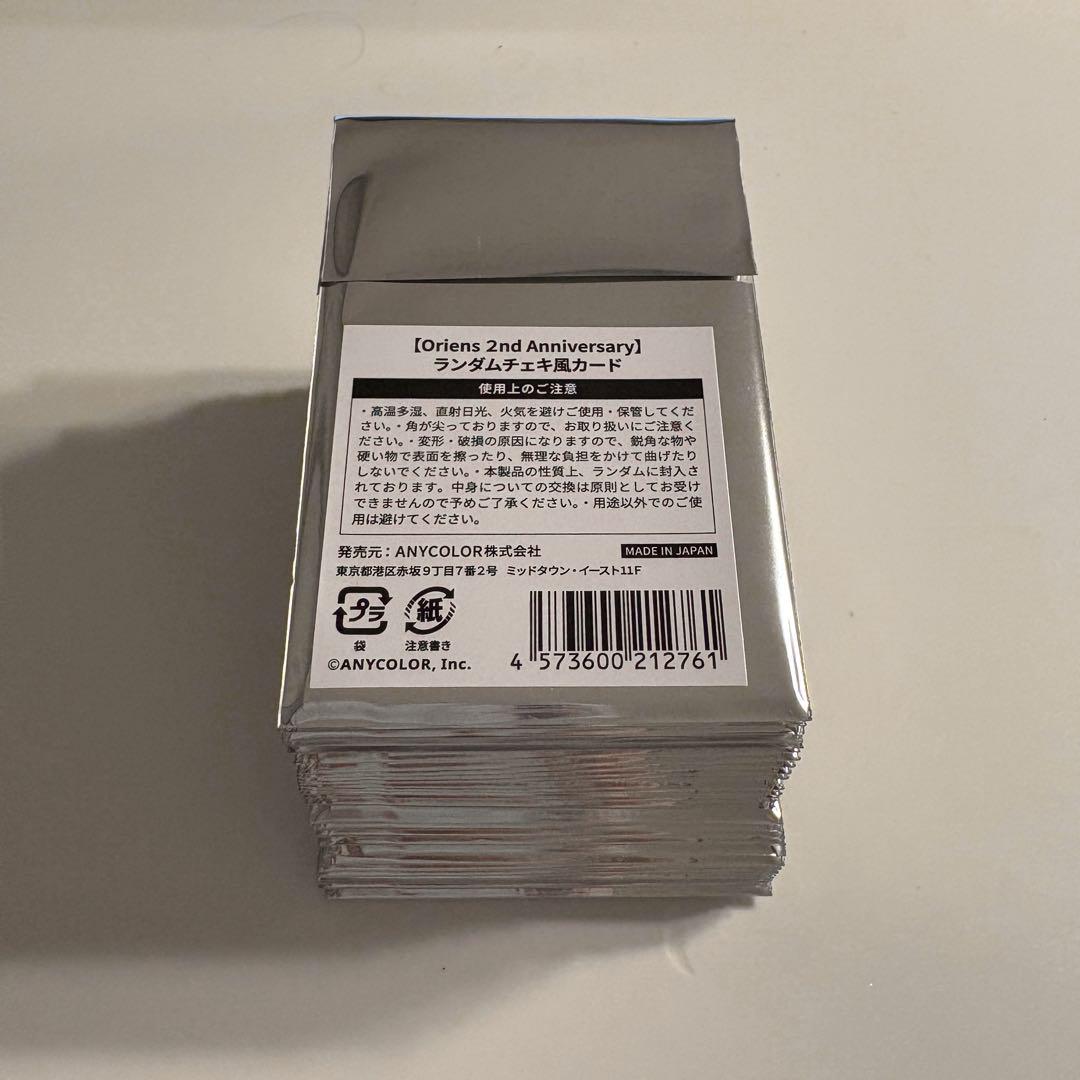 【Oriens 2nd Anniversary】
ランダムチェキ風カード
使用上のご注意
・高温多湿、直射日光、火気を避けご使用・保管してくだ
さい。・角が尖っておりますので、お取り扱いにご注意く
ださい。・変形・破損の原因になりますので、鋭角な物や
硬い物で表面を擦ったり、無理な負担をかけて曲げたり
しないでください。・本製品の性質上、ランダムに封入さ
れております。中身についての交換は原則としてお受け
できませんので予めご了承ください。・用途以外でのご使
用は避けてください。
発売元：ANYCOLOR株式会社 MADE IN JAPAN
東京都港区赤坂9丁目7番2号 ミッドタウン・イースト11F
プラ 紙
袋 注意書き
©ANYCOLOR, Inc. 4 573600 212761